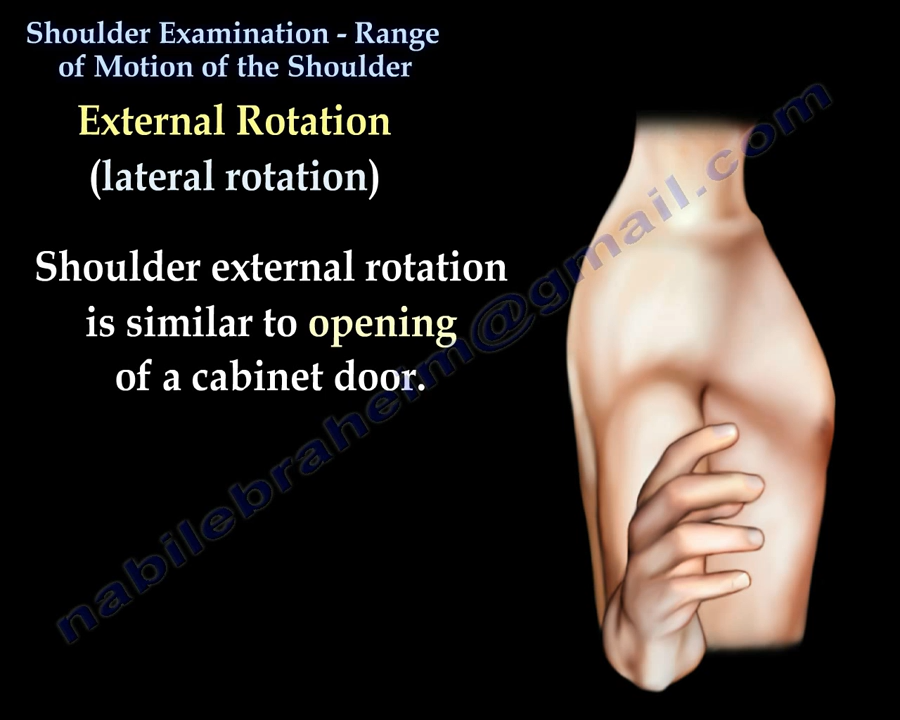 Shoulder Examination - Range
of Motion of the Shoulder
External Rotation
(lateral rotation)
Shoulder external rotation
is similar to opening
of a cabinet door.
nabilebraheim@gmail.com